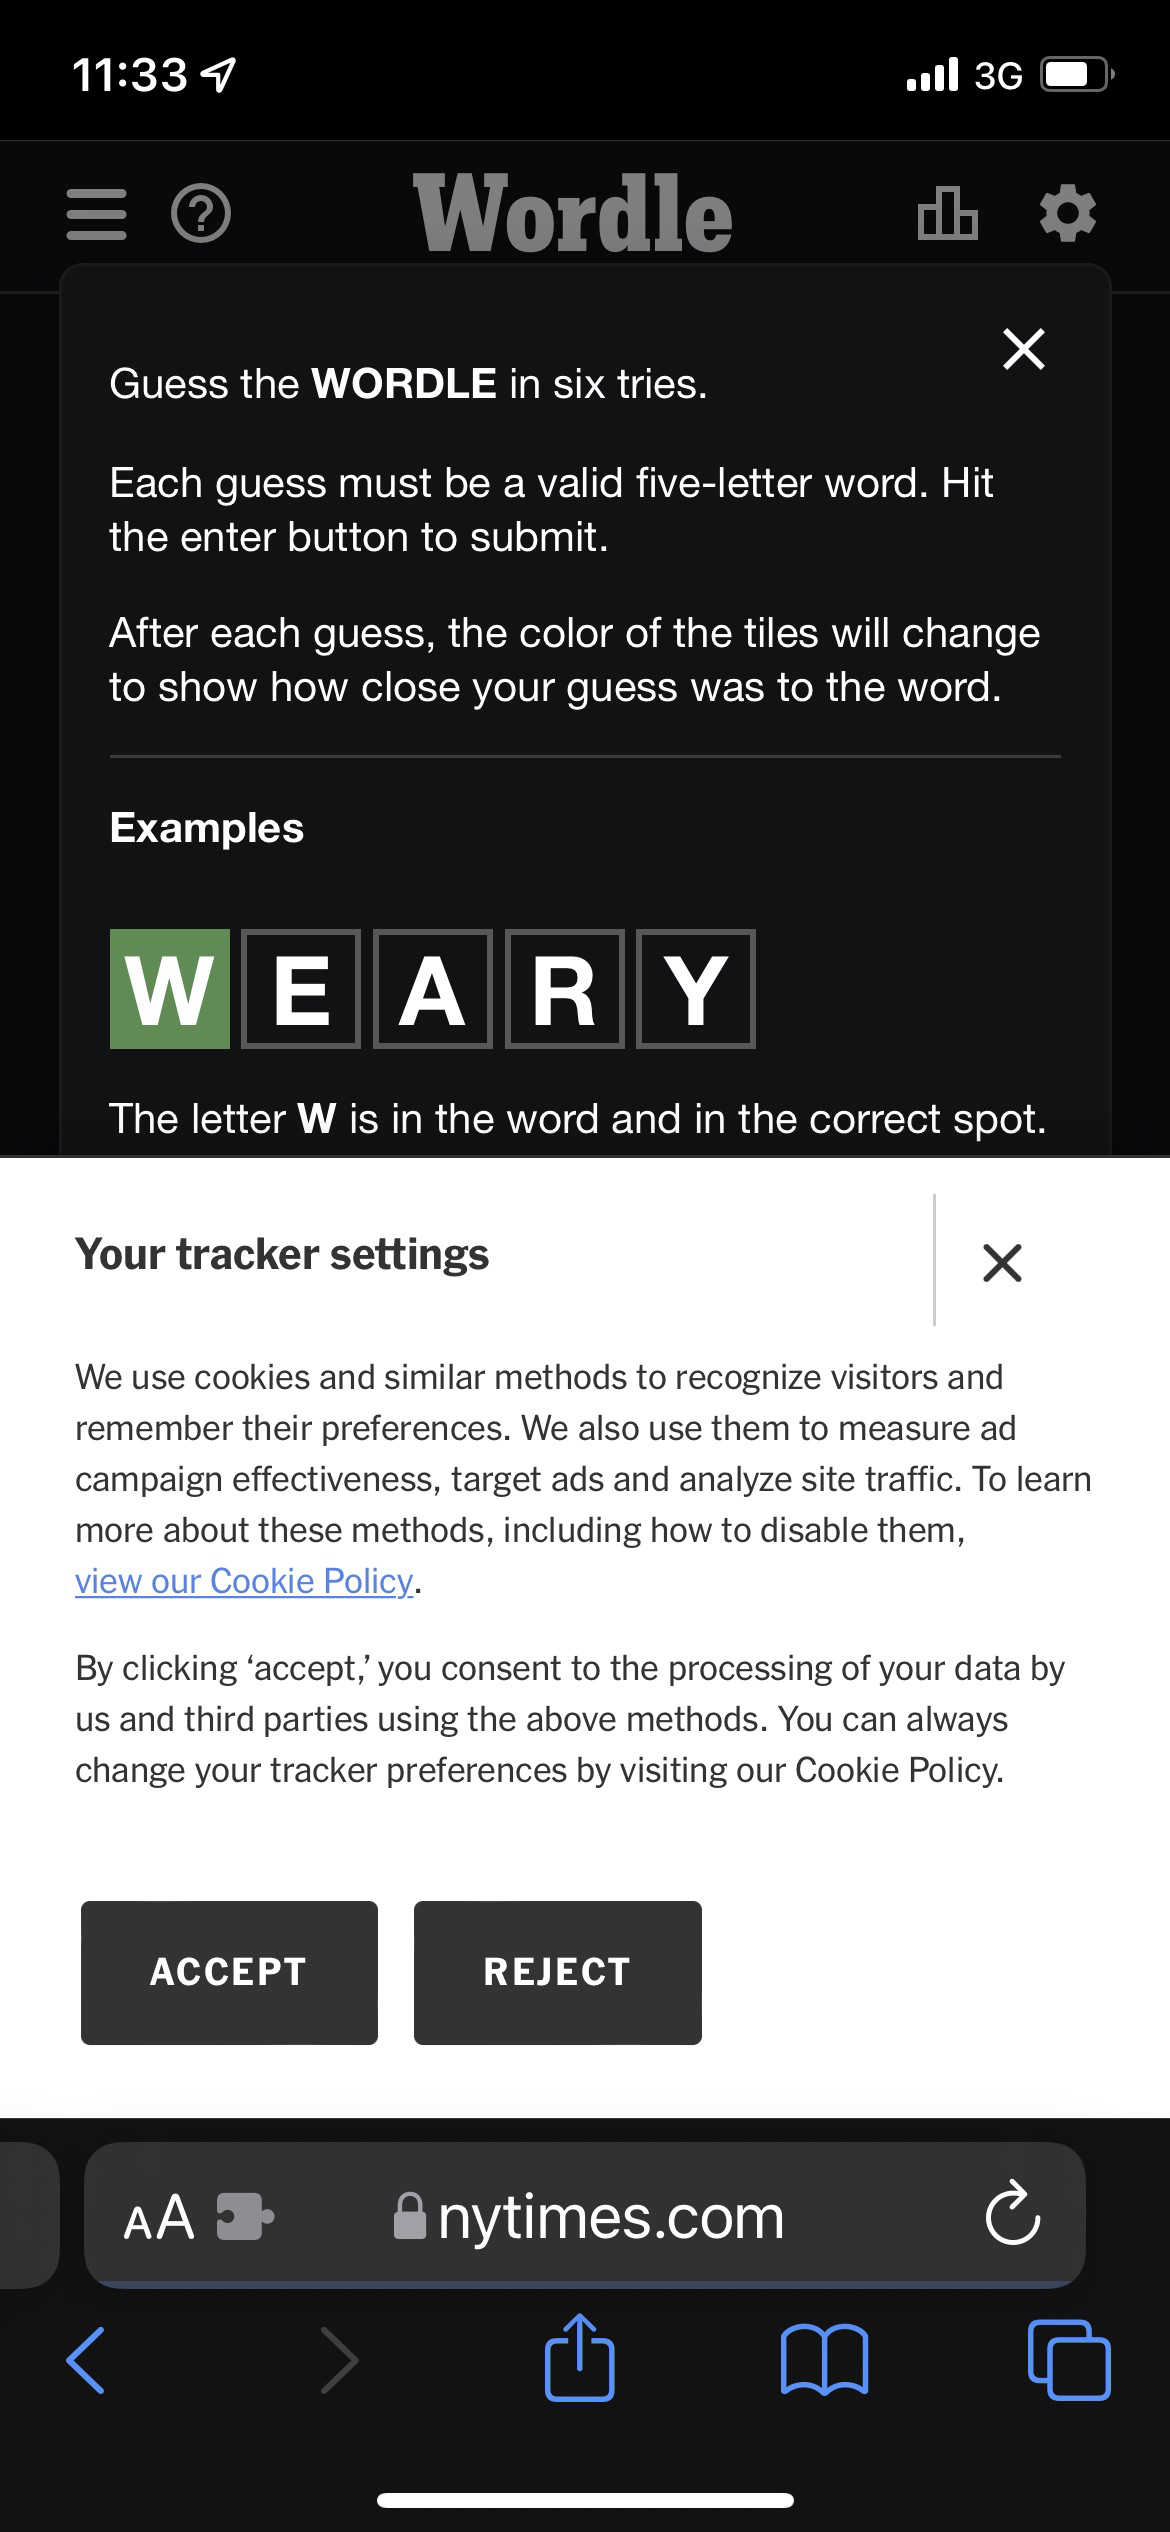 11:33
3G
Wordle
Guess the WORDLE in six tries.
Each guess must be a valid five-letter word. Hit
the enter button to submit.
After each guess, the color of the tiles will change
to show how close your guess was to the word.
Examples
W E A R Y
The letter W is in the word and in the correct spot.
Your tracker settings
We use cookies and similar methods to recognize visitors and
remember their preferences. We also use them to measure ad
campaign effectiveness, target ads and analyze site traffic. To learn
more about these methods, including how to disable them,
view our Cookie Policy.
By clicking ‘accept,’ you consent to the processing of your data by
us and third parties using the above methods. You can always
change your tracker preferences by visiting our Cookie Policy.
ACCEPT REJECT
AA nytimes.com